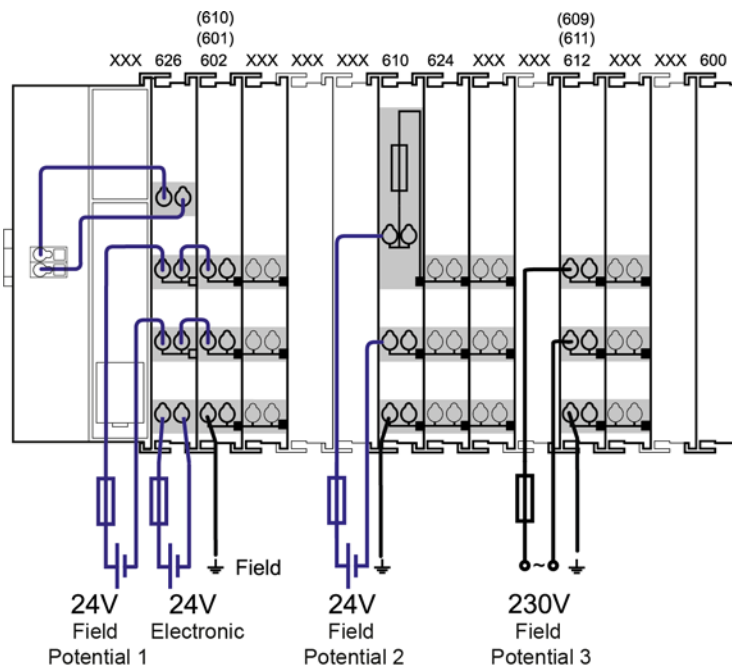 (610)
(609)
(601)
(611)
XXX 626 602 XXX XXX XXX 610 624 XXX XXX 612 XXX XXX 600
Field
24V
24V
24V
230V
Field
Electronic
Field
Field
Potential 1
Potential 2
Potential 3
~